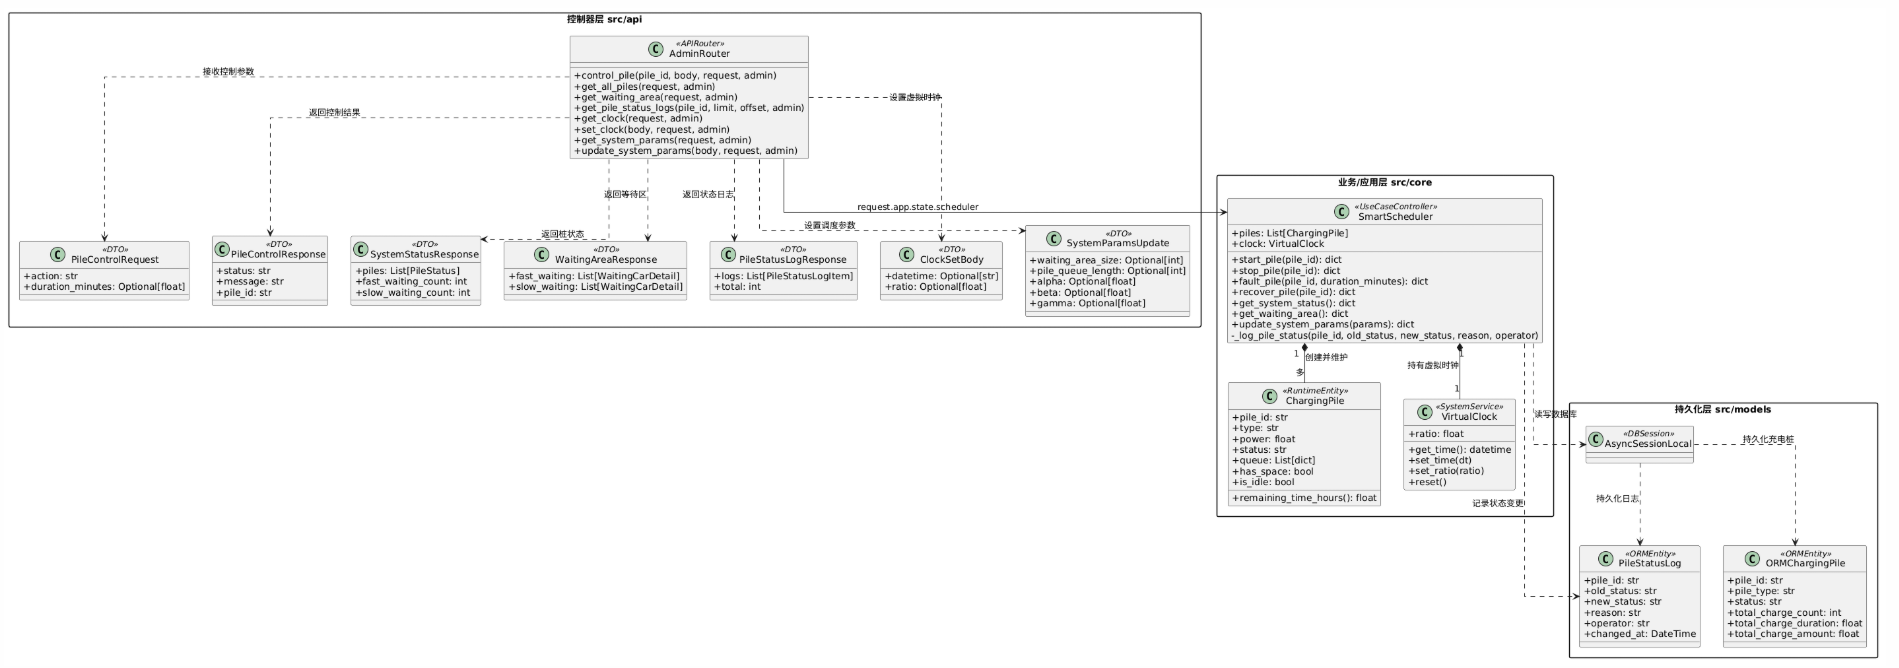 控制器层 src/api
C
«APIRouter»
AdminRouter
+control_pile(pile_id, body, request, admin)
+get_all_piles(request, admin)
+get_waiting_area(request, admin)
+get_pile_status_logs(pile_id, limit, offset, admin)
+get_clock(request, admin)
+set_clock(body, request, admin)
+get_system_params(request, admin)
+update_system_params(body, request, admin)
接收控制参数
返回控制结果
返回桩状态
返回等待区
返回状态日志
设置虚拟时钟
设置调度参数
request.app.state.scheduler
C
«DTO»
PileControlRequest
+action: str
+duration_minutes: Optional[float]
C
«DTO»
PileControlResponse
+status: str
+message: str
+pile_id: str
C
«DTO»
SystemStatusResponse
+piles: List[PileStatus]
+fast_waiting_count: int
+slow_waiting_count: int
C
«DTO»
WaitingAreaResponse
+fast_waiting: List[WaitingCarDetail]
+slow_waiting: List[WaitingCarDetail]
C
«DTO»
PileStatusLogResponse
+logs: List[PileStatusLogItem]
+total: int
C
«DTO»
ClockSetBody
+datetime: Optional[str]
+ratio: Optional[float]
C
«DTO»
SystemParamsUpdate
+waiting_area_size: Optional[int]
+pile_queue_length: Optional[int]
+alpha: Optional[float]
+beta: Optional[float]
+gamma: Optional[float]
业务/应用层 src/core
C
«UseCaseController»
SmartScheduler
+piles: List[ChargingPile]
+clock: VirtualClock
+start_pile(pile_id): dict
+stop_pile(pile_id): dict
+fault_pile(pile_id, duration_minutes): dict
+recover_pile(pile_id): dict
+get_system_status(): dict
+get_waiting_area(): dict
+update_system_params(params): dict
-_log_pile_status(pile_id, old_status, new_status, reason, operator)
1
创建并维护
多
1
持有虚拟时钟
1
C
«RuntimeEntity»
ChargingPile
+pile_id: str
+type: str
+power: float
+status: str
+queue: List[dict]
+has_space: bool
+is_idle: bool
+remaining_time_hours(): float
C
«SystemService»
VirtualClock
+ratio: float
+get_time(): datetime
+set_time(dt)
+set_ratio(ratio)
+reset()
记录状态变更
读写数据库
持久化层 src/models
C
«DBSession»
AsyncSessionLocal
持久化日志
持久化充电桩
C
«ORMEntity»
PileStatusLog
+pile_id: str
+old_status: str
+new_status: str
+reason: str
+operator: str
+changed_at: DateTime
C
«ORMEntity»
ORMChargingPile
+pile_id: str
+pile_type: str
+status: str
+total_charge_count: int
+total_charge_duration: float
+total_charge_amount: float